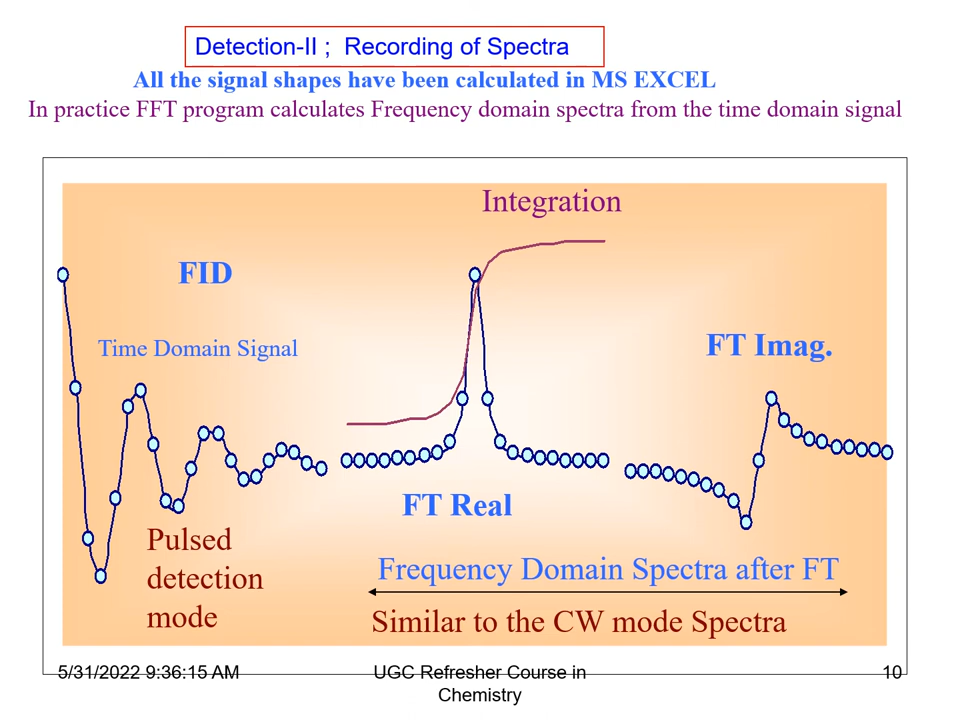 Detection-II ;  Recording of Spectra
All the signal shapes have been calculated in MS EXCEL
In practice FFT program calculates Frequency domain spectra from the time domain signal
Integration
FID
Time Domain Signal
FT Imag.
FT Real
Pulsed
detection
mode
Frequency Domain Spectra after FT
Similar to the CW mode Spectra
5/31/2022 9:36:15 AM
UGC Refresher Course in
Chemistry
10